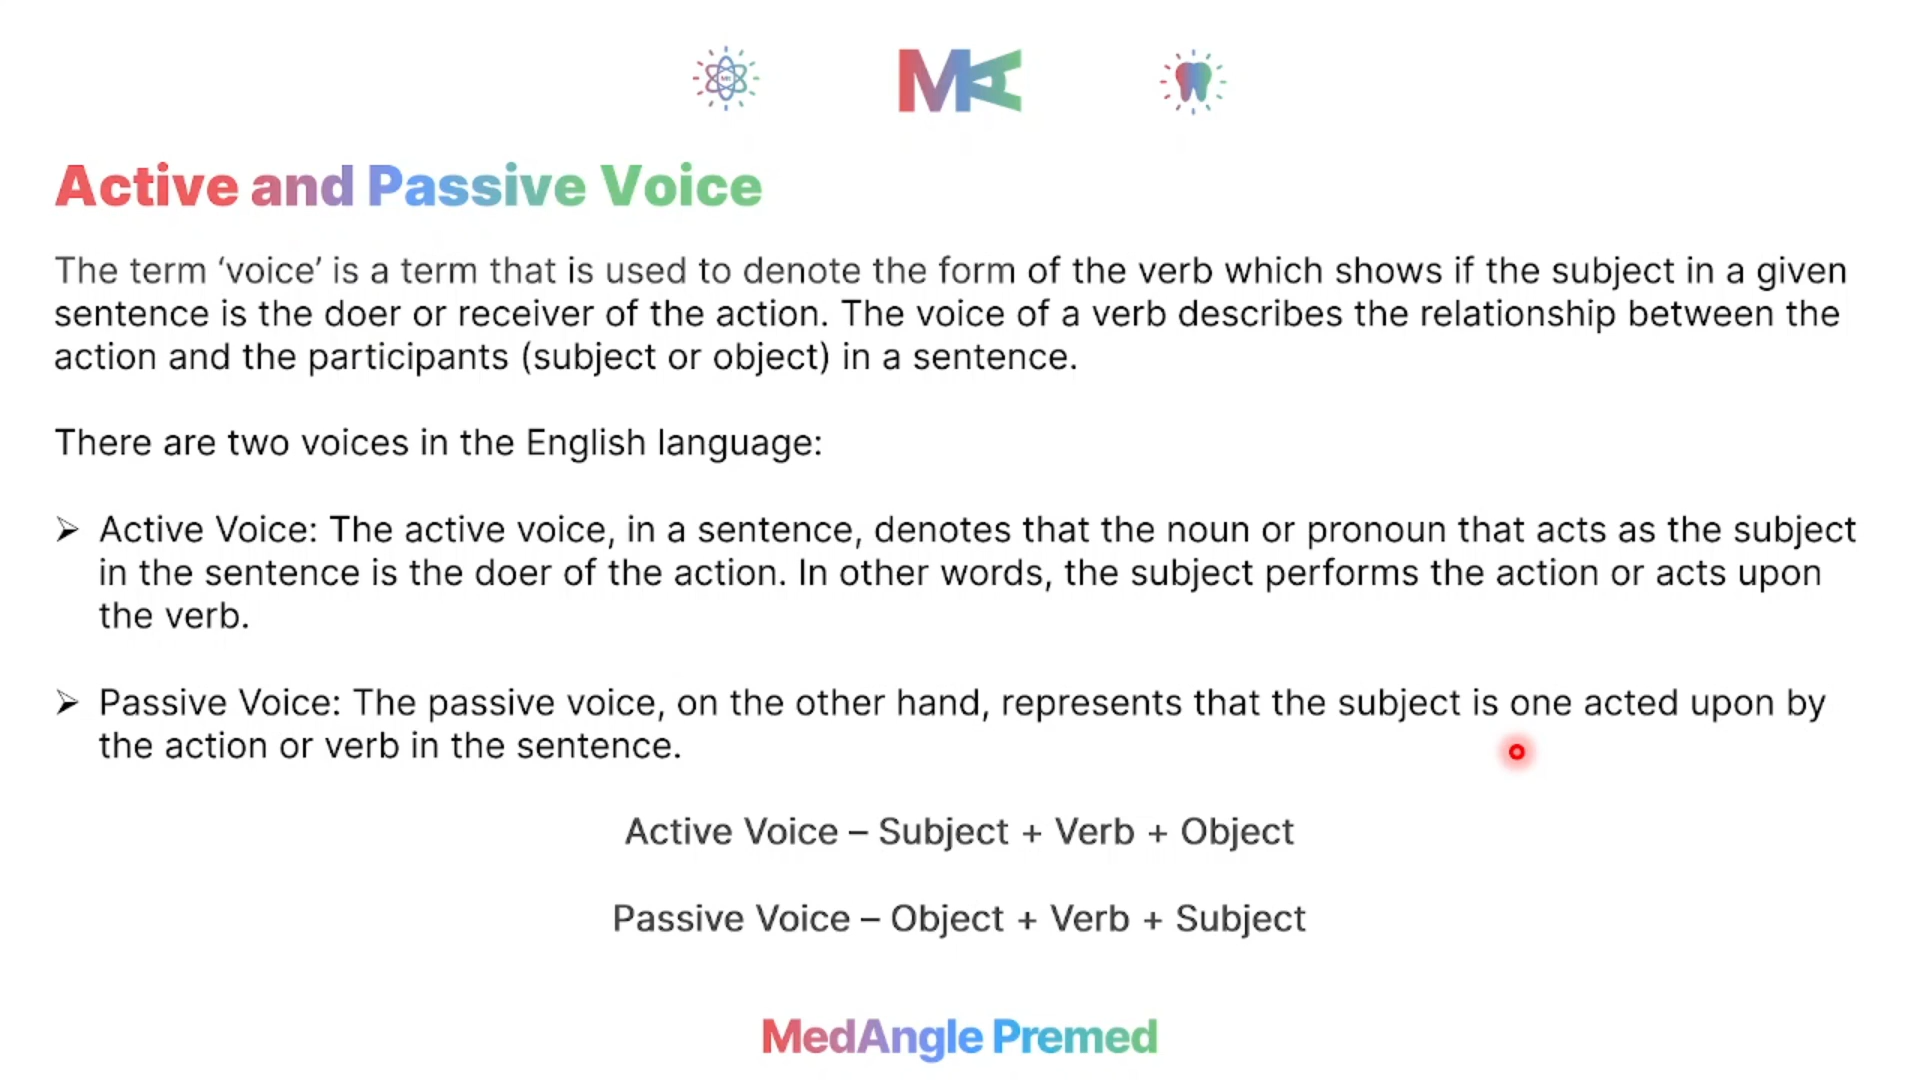 MA
Active and Passive Voice
The term ‘voice’ is a term that is used to denote the form of the verb which shows if the subject in a given
sentence is the doer or receiver of the action. The voice of a verb describes the relationship between the
action and the participants (subject or object) in a sentence.
There are two voices in the English language:
➢ Active Voice: The active voice, in a sentence, denotes that the noun or pronoun that acts as the subject
in the sentence is the doer of the action. In other words, the subject performs the action or acts upon
the verb.
➢ Passive Voice: The passive voice, on the other hand, represents that the subject is one acted upon by
the action or verb in the sentence.
Active Voice – Subject + Verb + Object
Passive Voice – Object + Verb + Subject
MedAngle Premed